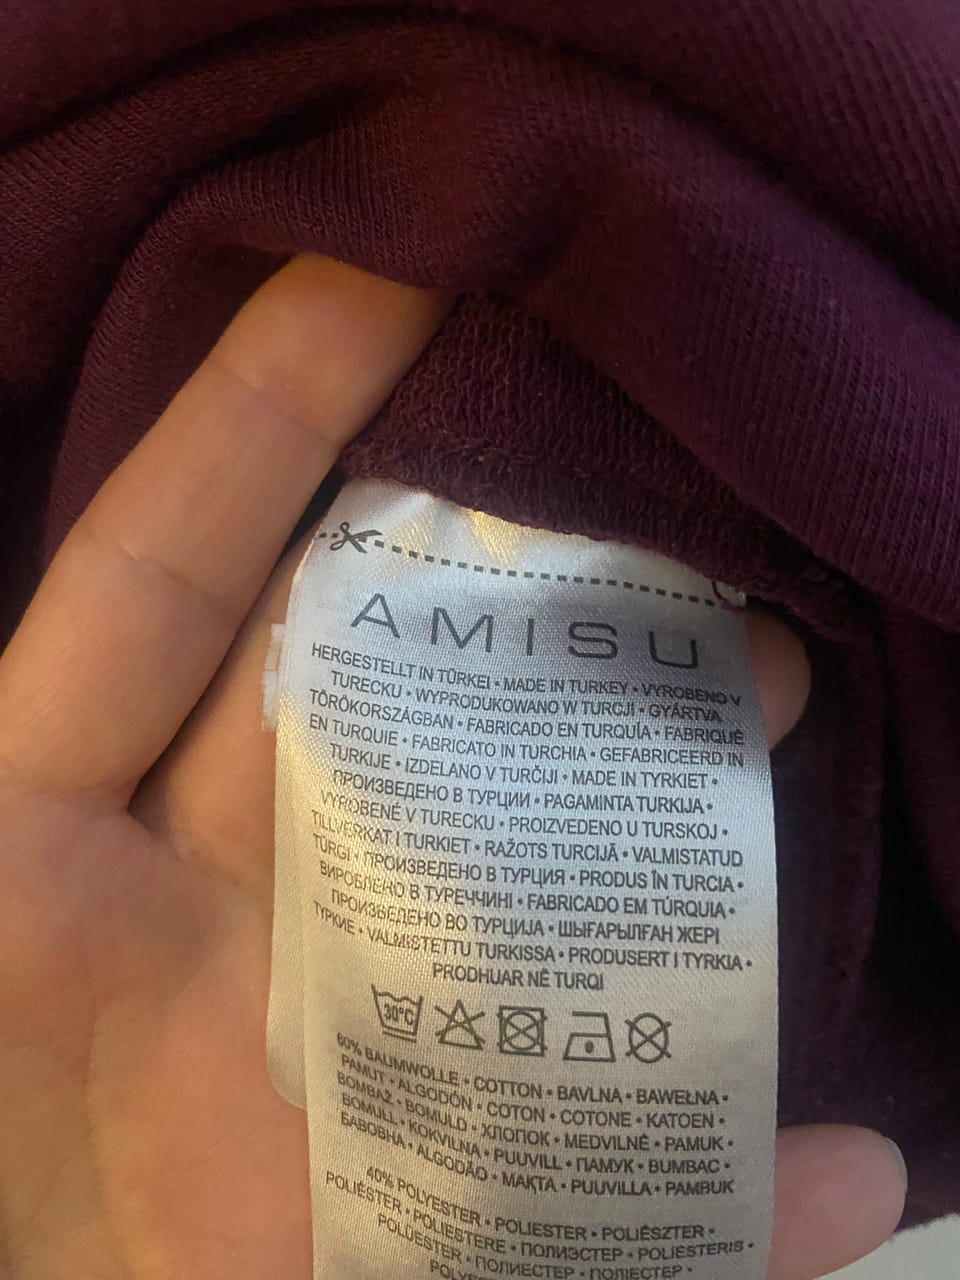 AMISU
HERGESTELLT IN TÜRKEI • MADE IN TURKEY • VYROBENO V
TURECKU • WYPRODUKOWANO W TURCJI • GYÁRTVA
TÖRÖKORSZÁGBAN • FABRICADO EN TURQUÍA • FABRIQUÉ
EN TURQUIE • FABRICATO IN TURCHIA • GEFABRICEERD IN
TURKIJE • IZDELANO V TURČIJI • MADE IN TYRKIET •
ПРОИЗВЕДЕНО В ТУРЦИИ • PAGAMINTA TURKIJA •
VYROBENÉ V TURECKU • PROIZVEDENO U TURSKOJ •
TILLVERKAT I TURKIET • RAŽOTS TURCIJĀ • VALMISTATUD
TÜRGI • ПРОИЗВЕДЕНО В ТУРЦИЯ • PRODUS ÎN TURCIA •
ВИРОБЛЕНО В ТУРЕЧЧИНІ • FABRICADO EM TÚRQUIA •
ПРОИЗВЕДЕНО ВО ТУРЦИЈА • ШЫҒАРЫЛҒАН ЖЕРІ
ТҮРКИЕ • VALMISTETTU TURKISSA • PRODUSERT I TYRKIA •
PRODHUAR NË TURQI
30°C
60% BAUMWOLLE • COTTON • BAVLNA • BAWEŁNA •
PAMUT • ALGODÓN • COTON • COTONE • KATOEN •
BOMBAŽ • BOMULD • ХЛОПОК • MEDVILNĖ • PAMUK •
BOMULL • KOKVILNA • PUUVILL • ПАМУК • BUMBAC •
БАВОВНА • ALGODÃO • МАҚТА • PUUVILLA • PAMBUK
40% POLYESTER • POLIESTER • POLIÉSZTER •
POLIÉSTER • POLIESTERE • ПОЛИЭСТЕР • POLIESTERIS •
POLÜESTER • ПОЛИЕСТЕР • ПОЛІЕСТЕР •